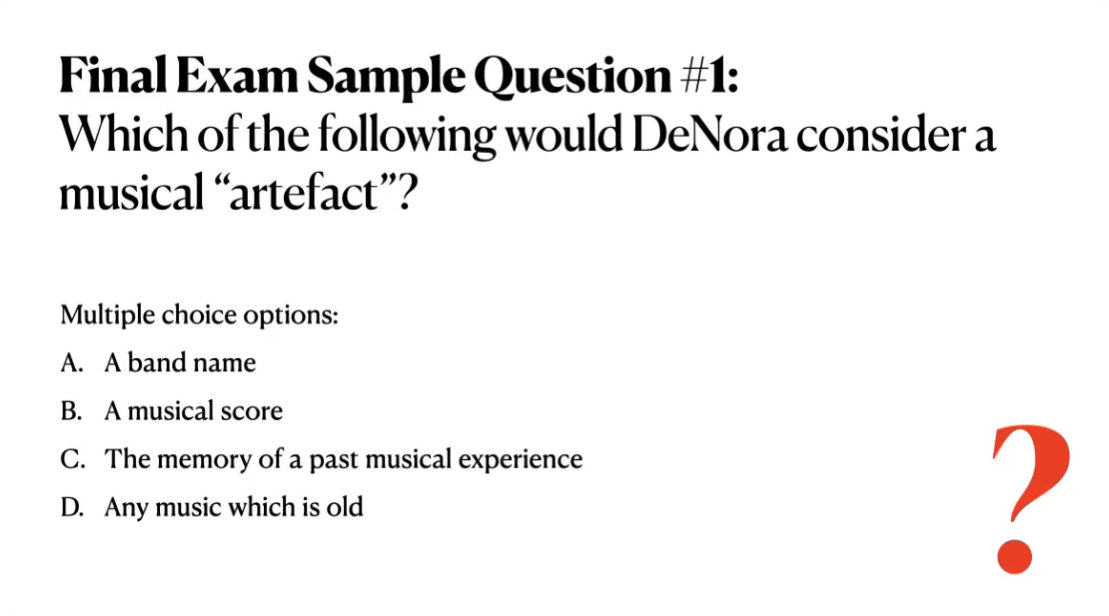 Final Exam Sample Question #1:
Which of the following would DeNora consider a
musical “artefact”?
Multiple choice options:
A. A band name
B. A musical score
C. The memory of a past musical experience
D. Any music which is old
?